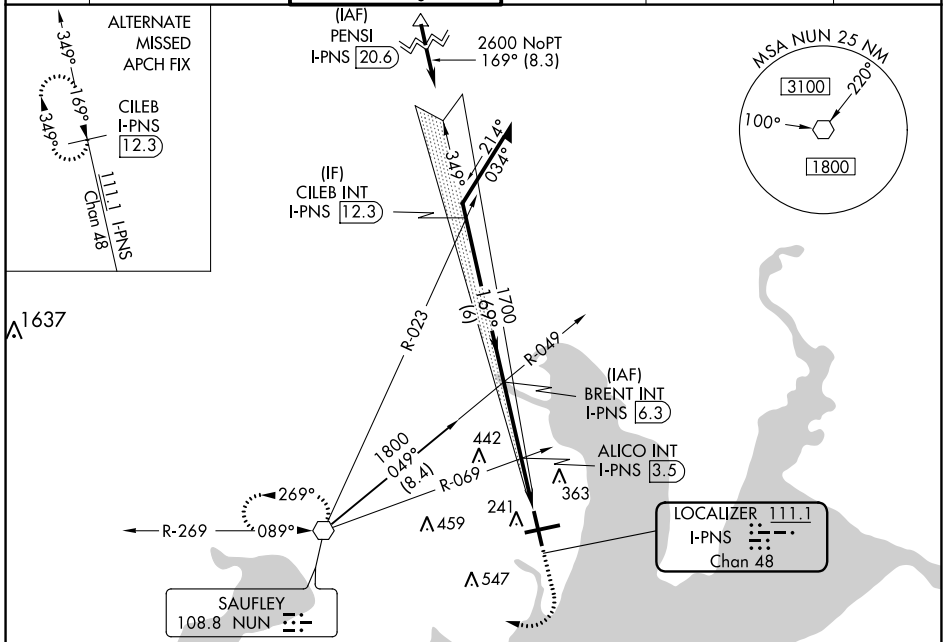 ALTERNATE
MISSED
APCH FIX
349°
169°
349°
CILEB
I-PNS
12.3
111.1 I-PNS
Chan 48
(IAF)
PENSI
I-PNS 20.6
2600 NoPT
169° (8.3)
MSA NUN 25 NM
3100
220°
100°
1800
349°
214°
034°
(IF)
CILEB INT
I-PNS 12.3
1637
R-023
1700
169°
(6)
R-049
(IAF)
BRENT INT
I-PNS 6.3
1800
049°
(8.4)
442
R-069
ALICO INT
I-PNS 3.5
363
269°
R-269
089°
459
241
LOCALIZER 111.1
I-PNS
Chan 48
547
SAUFLEY
108.8 NUN